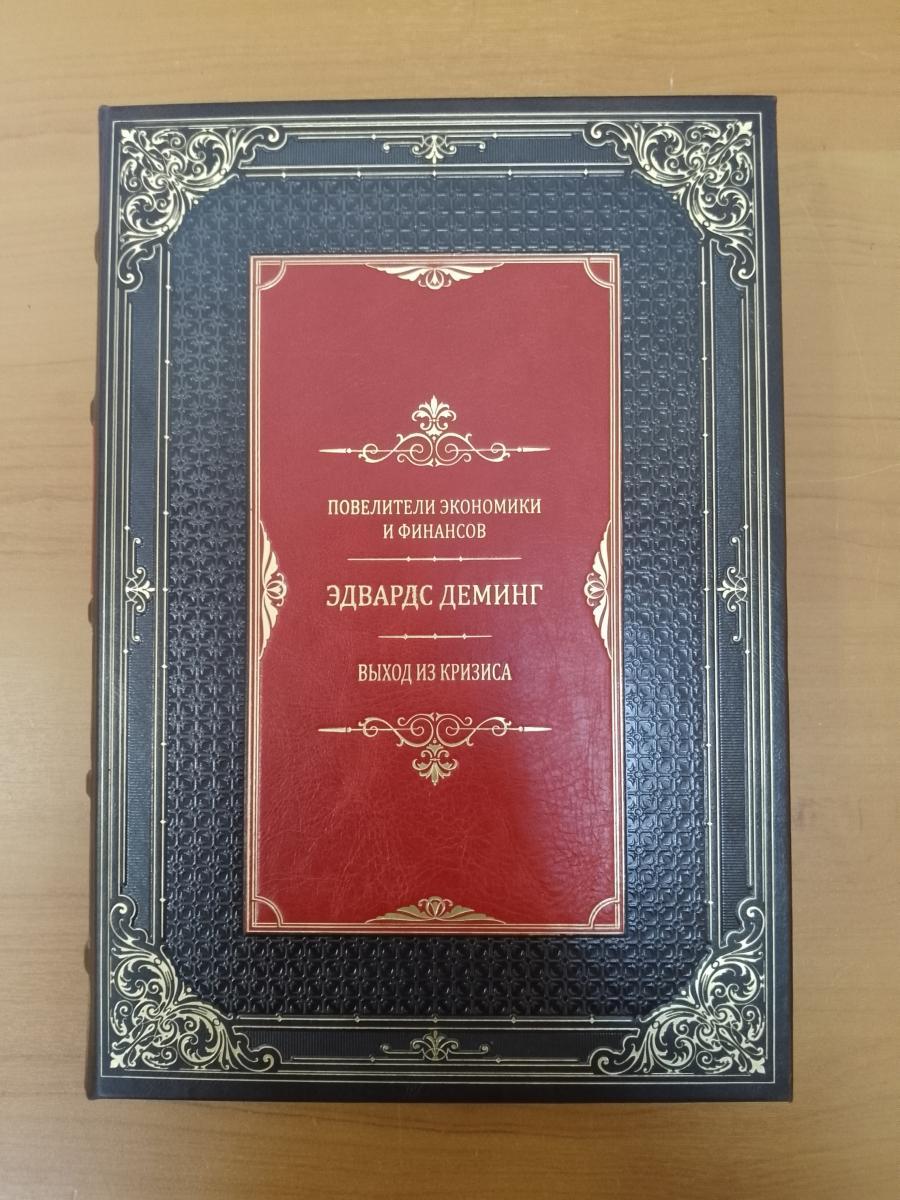 ПОВЕЛИТЕЛИ ЭКОНОМИКИ
И ФИНАНСОВ
ЭДВАРДС ДЕМИНГ
ВЫХОД ИЗ КРИЗИСА